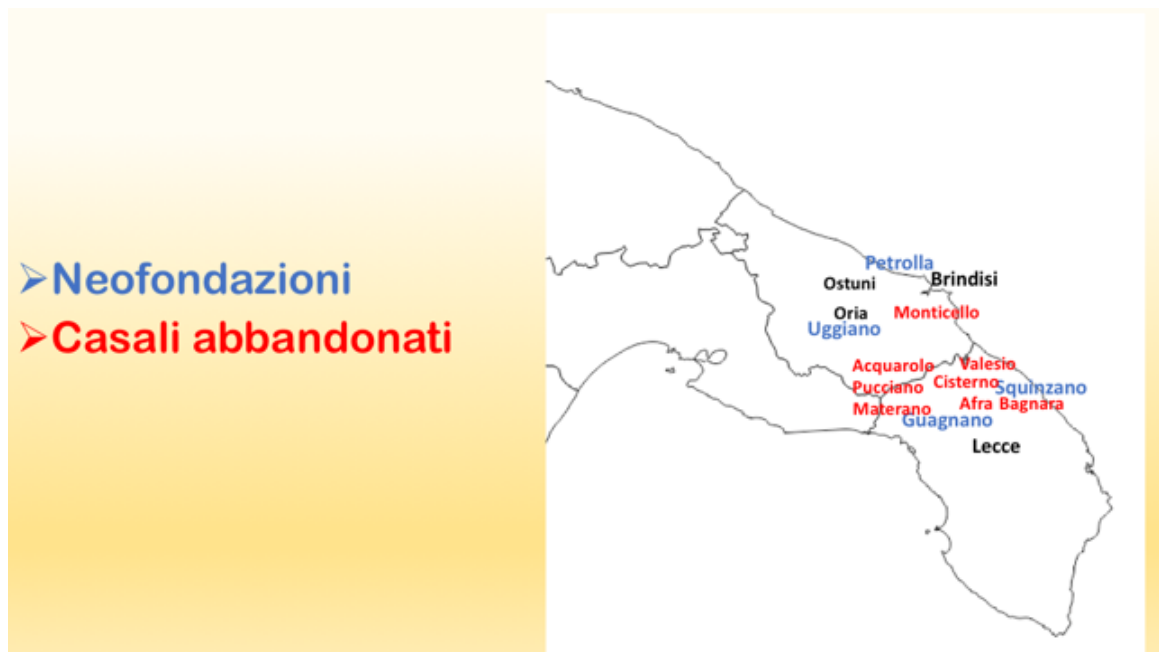 ➢Neofondazioni
➢Casali abbandonati
Petrolla
Ostuni
Brindisi
Oria
Monticello
Uggiano
Acquarolo
Valesio
Pucciano
Cisterno
Squinzano
Materano
Afra
Bagnara
Guagnano
Lecce